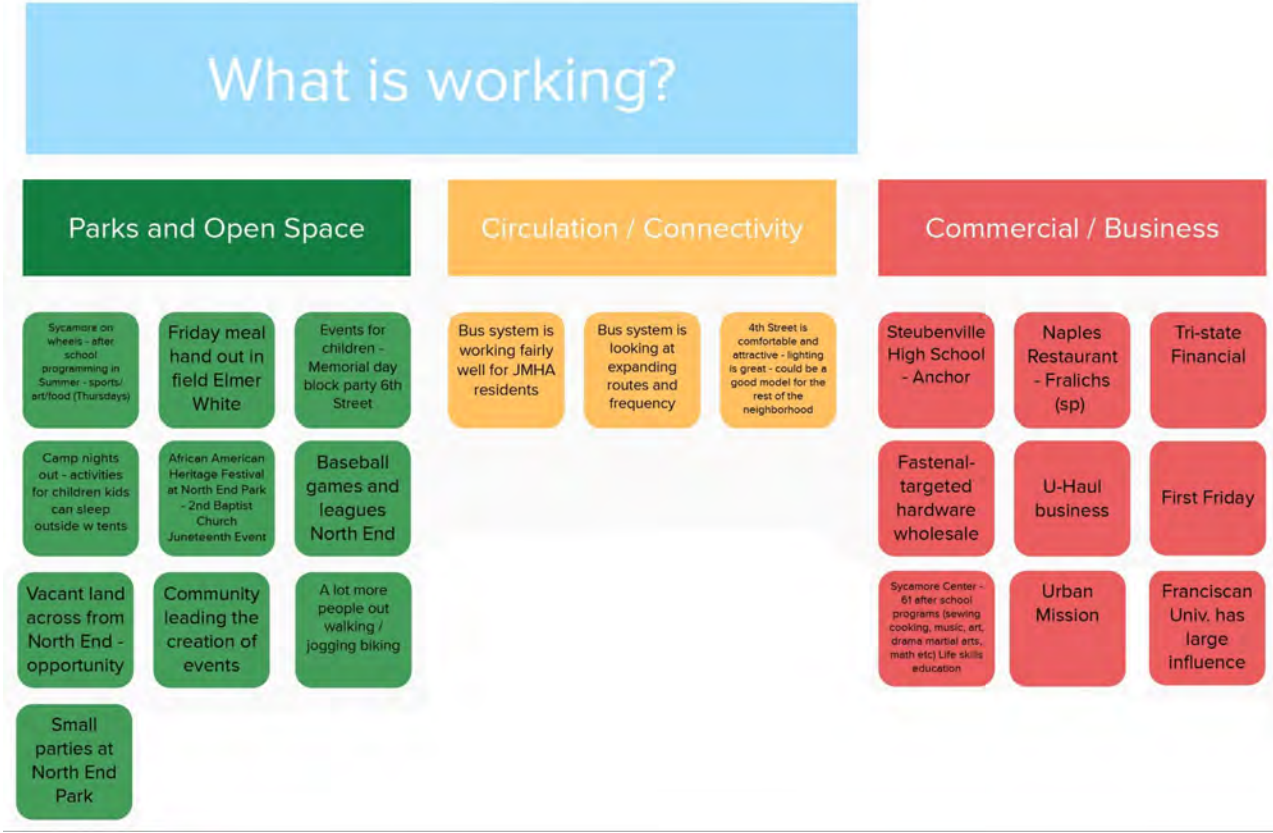 What is working?
Parks and Open Space
Sycamore on
wheels - after
school
programming in
Summer - sports/
art/food (Thursdays)
Friday meal
hand out in
field Elmer
White
Events for
children -
Memorial day
block party 6th
Street
Camp nights
out - activities
for children kids
can sleep
outside w tents
African American
Heritage Festival
at North End Park
- 2nd Baptist
Church
Juneteenth Event
Baseball
games and
leagues
North End
Vacant land
across from
North End -
opportunity
Community
leading the
creation of
events
A lot more
people out
walking /
jogging biking
Small
parties at
North End
Park
Circulation / Connectivity
Bus system is
working fairly
well for JMHA
residents
Bus system is
looking at
expanding
routes and
frequency
4th Street is
comfortable and
attractive - lighting
is great - could be a
good model for the
rest of the
neighborhood
Commercial / Business
Steubenville
High School
- Anchor
Naples
Restaurant
- Fralichs
(sp)
Tri-state
Financial
Fastenal-
targeted
hardware
wholesale
U-Haul
business
First Friday
Sycamore Center -
61 after school
programs (sewing
cooking, music, art,
drama martial arts,
math etc) Life skills
education
Urban
Mission
Franciscan
Univ. has
large
influence